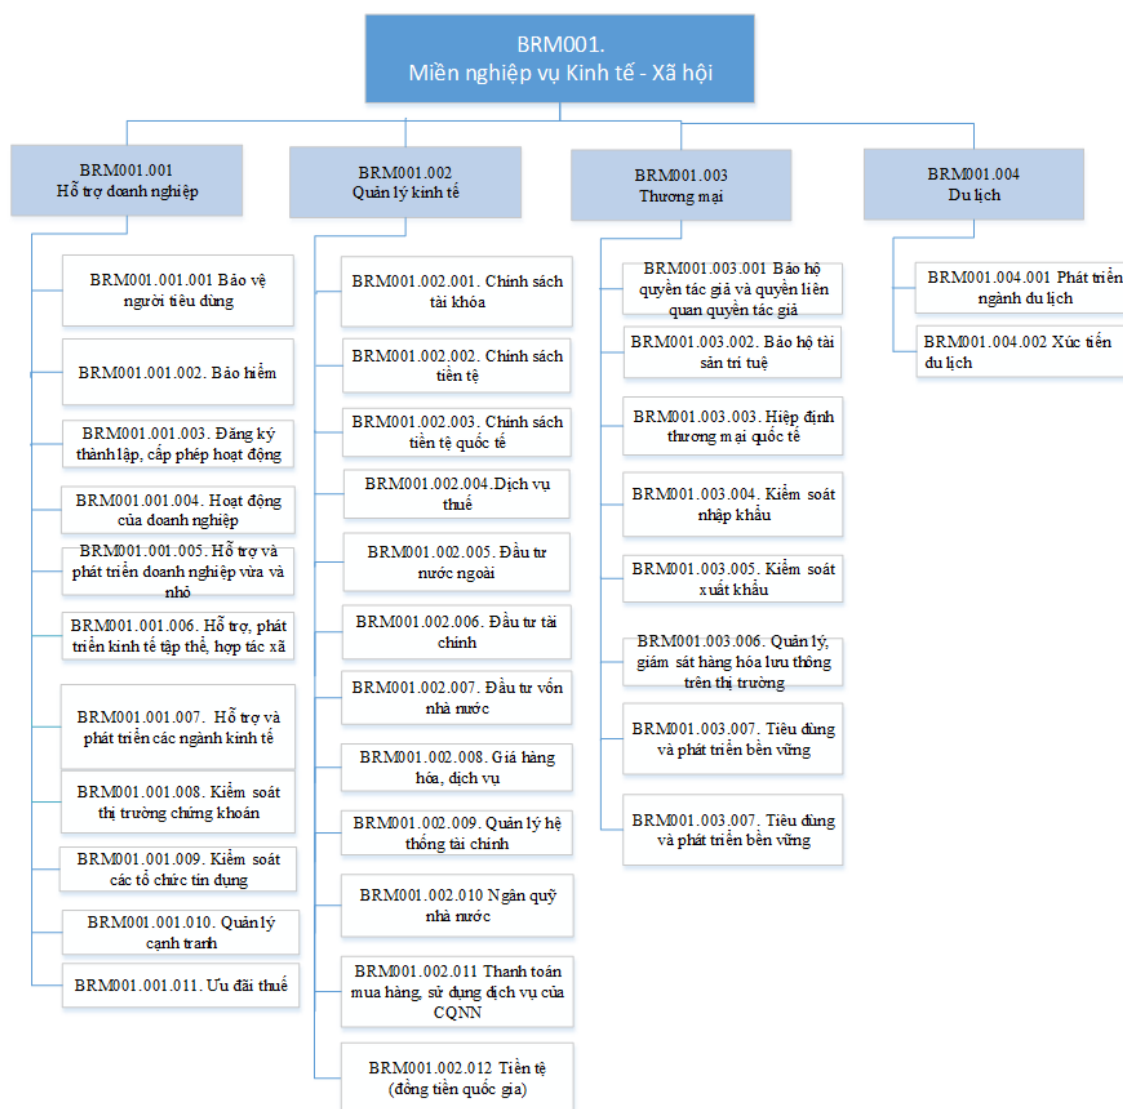 BRM001.
Miền nghiệp vụ Kinh tế - Xã hội
BRM001.001
Hỗ trợ doanh nghiệp
BRM001.001.001 Bảo vệ
người tiêu dùng
BRM001.001.002. Bảo hiểm
BRM001.001.003. Đăng ký
thành lập, cấp phép hoạt động
BRM001.001.004. Hoạt động
của doanh nghiệp
BRM001.001.005. Hỗ trợ và
phát triển doanh nghiệp vừa và
nhỏ
BRM001.001.006. Hỗ trợ, phát
triển kinh tế tập thể, hợp tác xã
BRM001.001.007. Hỗ trợ và
phát triển các ngành kinh tế
BRM001.001.008. Kiểm soát
thị trường chứng khoán
BRM001.001.009. Kiểm soát
các tổ chức tín dụng
BRM001.001.010. Quản lý
cạnh tranh
BRM001.001.011. Ưu đãi thuế
BRM001.002
Quản lý kinh tế
BRM001.002.001. Chính sách
tài khóa
BRM001.002.002. Chính sách
tiền tệ
BRM001.002.003. Chính sách
tiền tệ quốc tế
BRM001.002.004.Dịch vụ
thuế
BRM001.002.005. Đầu tư
nước ngoài
BRM001.002.006. Đầu tư tài
chính
BRM001.002.007. Đầu tư vốn
nhà nước
BRM001.002.008. Giá hàng
hóa, dịch vụ
BRM001.002.009. Quản lý hệ
thống tài chính
BRM001.002.010 Ngân quỹ
nhà nước
BRM001.002.011 Thanh toán
mua hàng, sử dụng dịch vụ của
CQNN
BRM001.002.012 Tiền tệ
(đồng tiền quốc gia)
BRM001.003
Thương mại
BRM001.003.001 Bảo hộ
quyền tác giả và quyền liên
quan quyền tác giả
BRM001.003.002. Bảo hộ tài
sản trí tuệ
BRM001.003.003. Hiệp định
thương mại quốc tế
BRM001.003.004. Kiểm soát
nhập khẩu
BRM001.003.005. Kiểm soát
xuất khẩu
BRM001.003.006. Quản lý,
giám sát hàng hóa lưu thông
trên thị trường
BRM001.003.007. Tiêu dùng
và phát triển bền vững
BRM001.003.007. Tiêu dùng
và phát triển bền vững
BRM001.004
Du lịch
BRM001.004.001 Phát triển
ngành du lịch
BRM001.004.002 Xúc tiến
du lịch